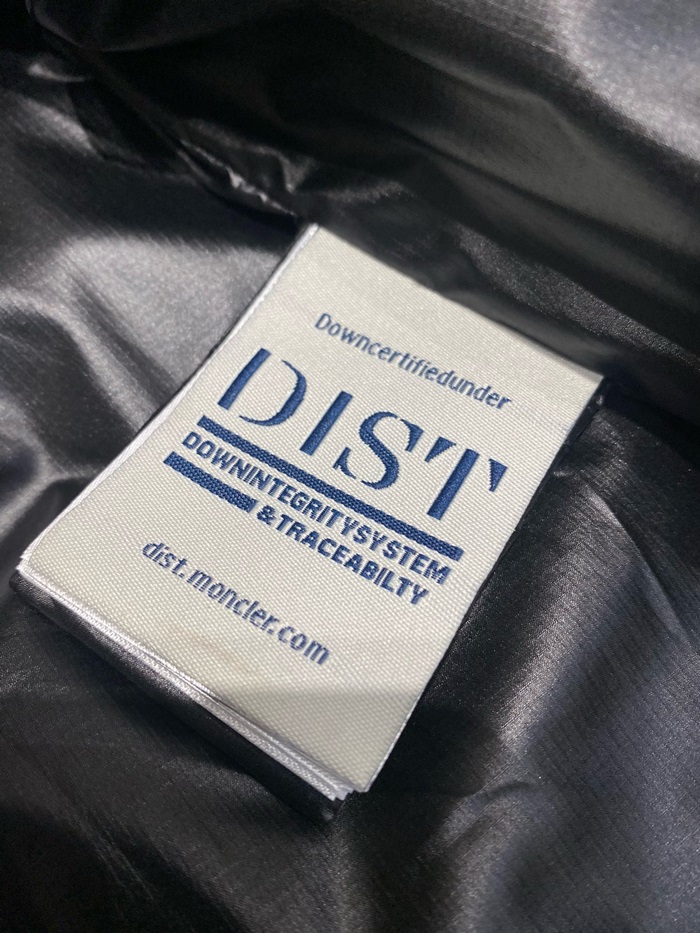 Downcertifiedunder
DIST
DOWNINTEGRITYSYSTEM
&TRACEABILTY
dist.moncler.com